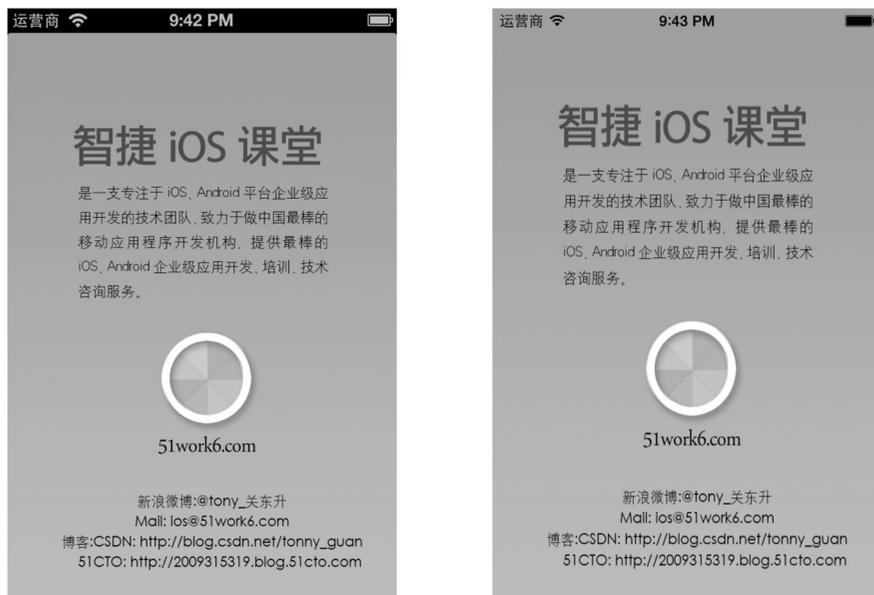 运营商 9:42 PM
智捷 iOS 课堂
是一支专注于 iOS、Android 平台企业级应
用开发的技术团队，致力于做中国最棒的
移动应用程序开发机构，提供最棒的
iOS、Android 企业级应用开发、培训、技术
咨询服务。
51work6.com
新浪微博:@tony_关东升
Mail: ios@51work6.com
博客:CSDN: http://blog.csdn.net/tonny_guan
51CTO: http://2009315319.blog.51cto.com
运营商 9:43 PM
智捷 iOS 课堂
是一支专注于 iOS、Android 平台企业级应
用开发的技术团队，致力于做中国最棒的
移动应用程序开发机构，提供最棒的
iOS、Android 企业级应用开发、培训、技术
咨询服务。
51work6.com
新浪微博:@tony_关东升
Mail: ios@51work6.com
博客:CSDN: http://blog.csdn.net/tonny_guan
51CTO: http://2009315319.blog.51cto.com